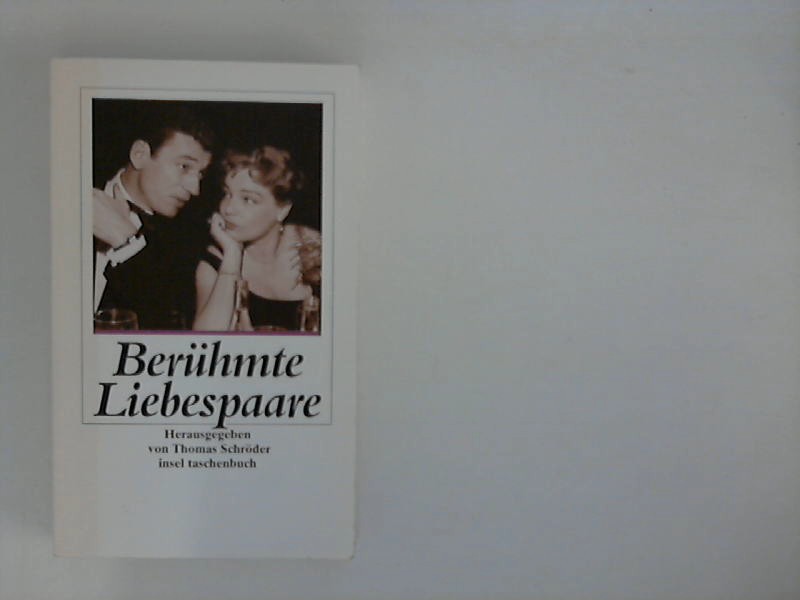 Berühmte
Liebespaare
Herausgegeben
von Thomas Schröder
insel taschenbuch